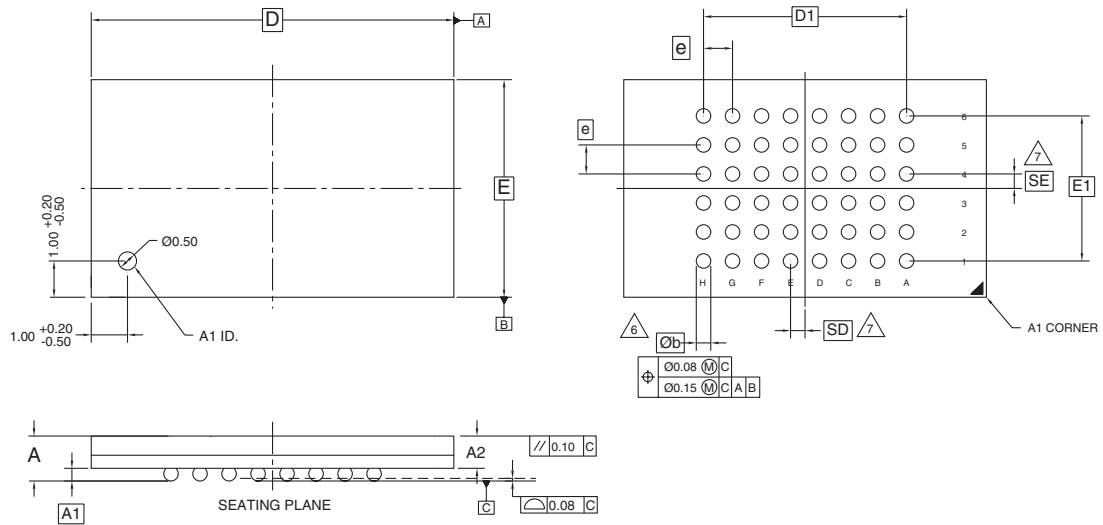 D
A
E
B
1.00 +0.20 -0.50
Ø0.50
A1 ID.
1.00 +0.20 -0.50
D1
e
e
6
5
4
3
2
1
H G F E D C B A
7
SE
E1
6
Øb
SD
7
A1 CORNER
Ø0.08 Ⓜ C
Ø0.15 Ⓜ C A B
A
A1
A2
// 0.10 C
0.08 C
C
SEATING PLANE